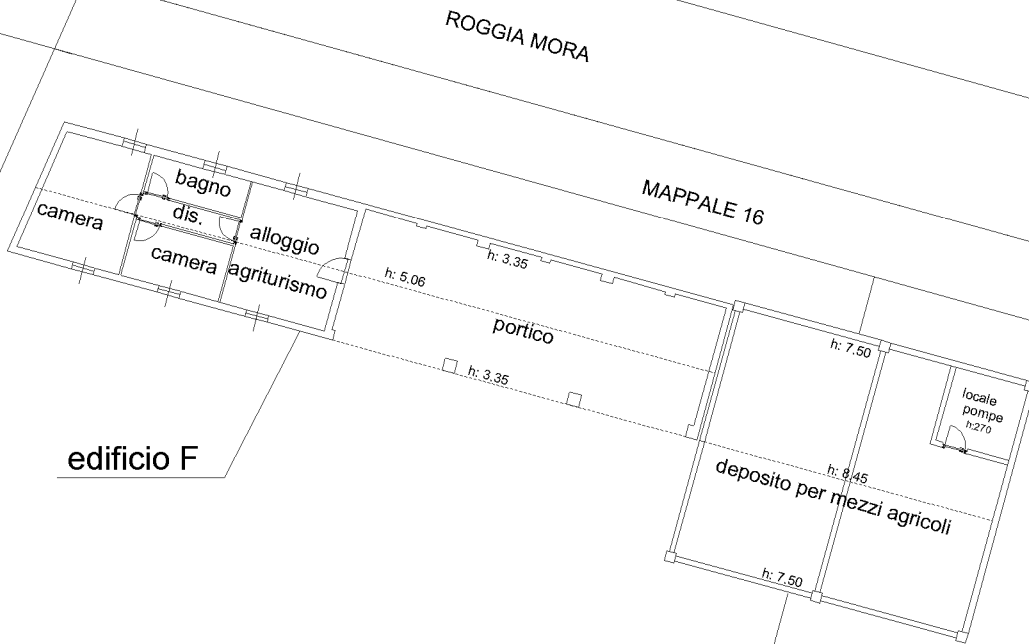 ROGGIA MORA
MAPPALE 16
bagno
dis.
camera
camera
alloggio
agriturismo
h: 5.06
h: 3.35
portico
h: 3.35
h: 7.50
locale
pompe
h:270
h: 8.45
deposito per mezzi agricoli
h: 7.50
edificio F